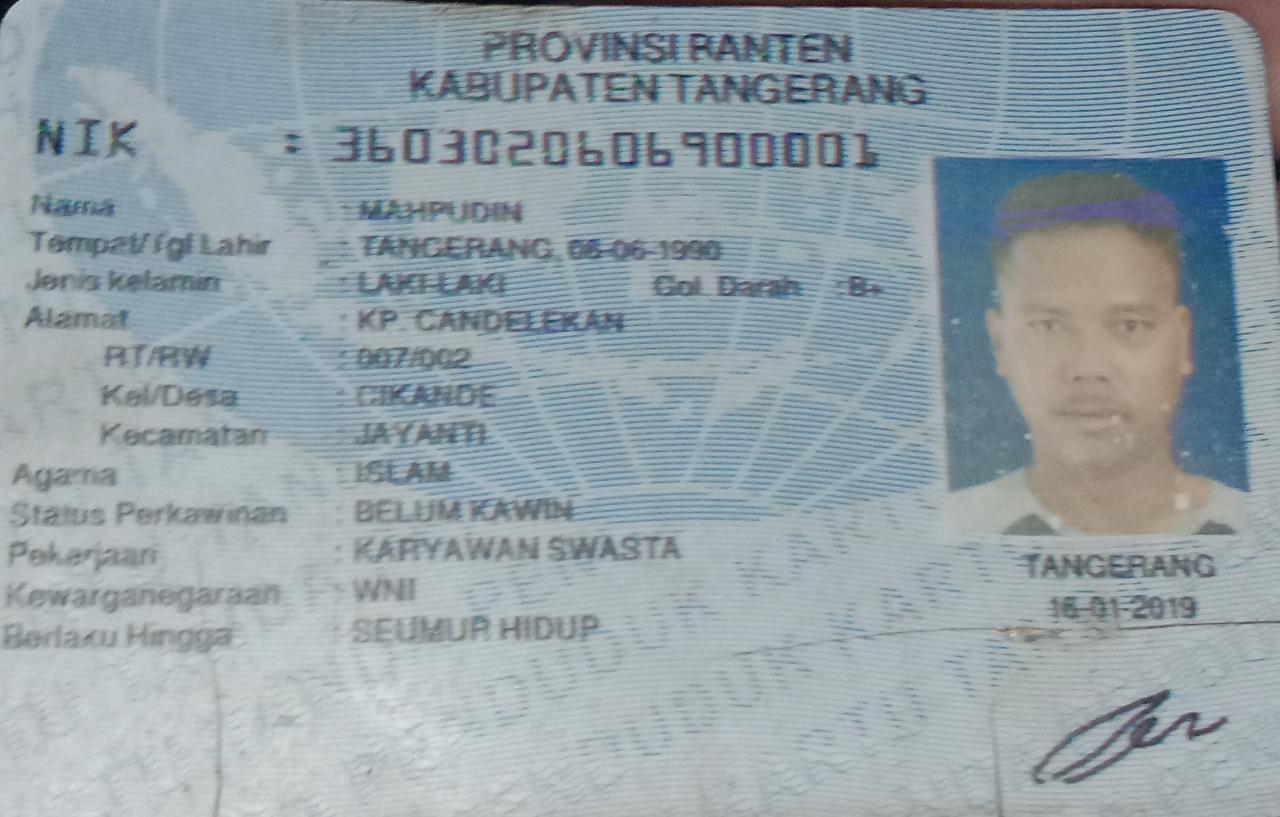 PROVINSI BANTEN
KABUPATEN TANGERANG
NIK : 3603020606900001
Nama : MAHPUDIN
Tempat/Tgl Lahir : TANGERANG, 06-06-1990
Jenis kelamin : LAKI-LAKI Gol. Darah : B+
Alamat : KP. CANDELEKAN
RT/RW : 007/002
Kel/Desa : CIKANDE
Kecamatan : JAYANTI
Agama : ISLAM
Status Perkawinan : BELUM KAWIN
Pekerjaan : KARYAWAN SWASTA
Kewarganegaraan : WNI
Berlaku Hingga : SEUMUR HIDUP
TANGERANG
16-01-2019